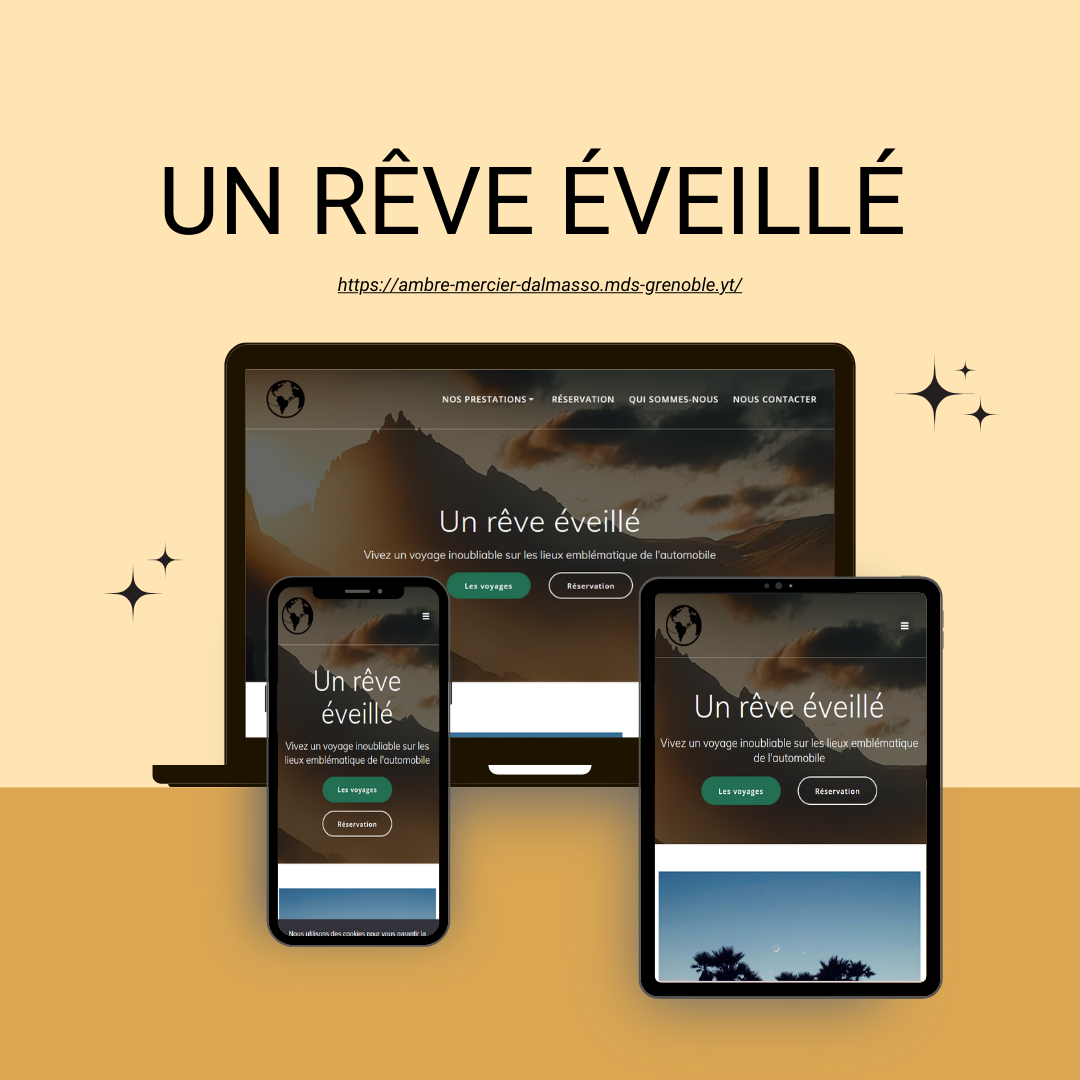 UN RÊVE ÉVEILLÉ
https://ambre-mercier-dalmasso.mds-grenoble.yt/
NOS PRESTATIONS RÉSERVATION QUI SOMMES-NOUS NOUS CONTACTER
Un rêve éveillé
Vivez un voyage inoubliable sur les lieux emblématique de l'automobile
Les voyages Réservation
Un rêve
éveillé
Vivez un voyage inoubliable sur les
lieux emblématique de l'automobile
Les voyages
Réservation
Nous utilisons des cookies pour vous garantir la
Un rêve éveillé
Vivez un voyage inoubliable sur les lieux emblématique
de l'automobile
Les voyages Réservation